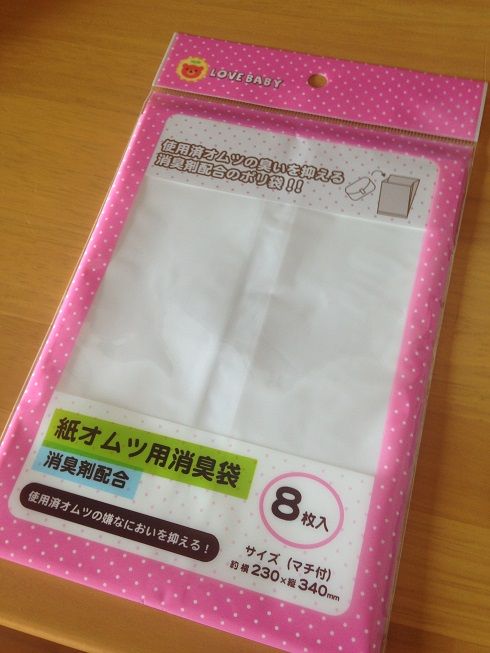 LOVE BABY
使用済オムツの臭いを抑える
消臭剤配合のポリ袋!!
紙オムツ用消臭袋
消臭剤配合
8枚入
使用済オムツの嫌なにおいを抑える!
サイズ(マチ付)
約横230×縦340mm